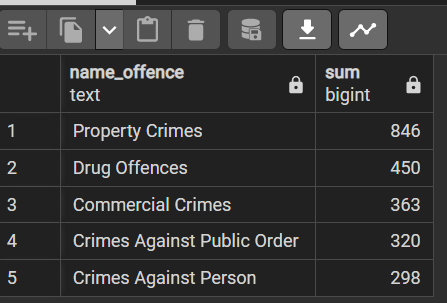 name_offence sum
text bigint
1 Property Crimes 846
2 Drug Offences 450
3 Commercial Crimes 363
4 Crimes Against Public Order 320
5 Crimes Against Person 298